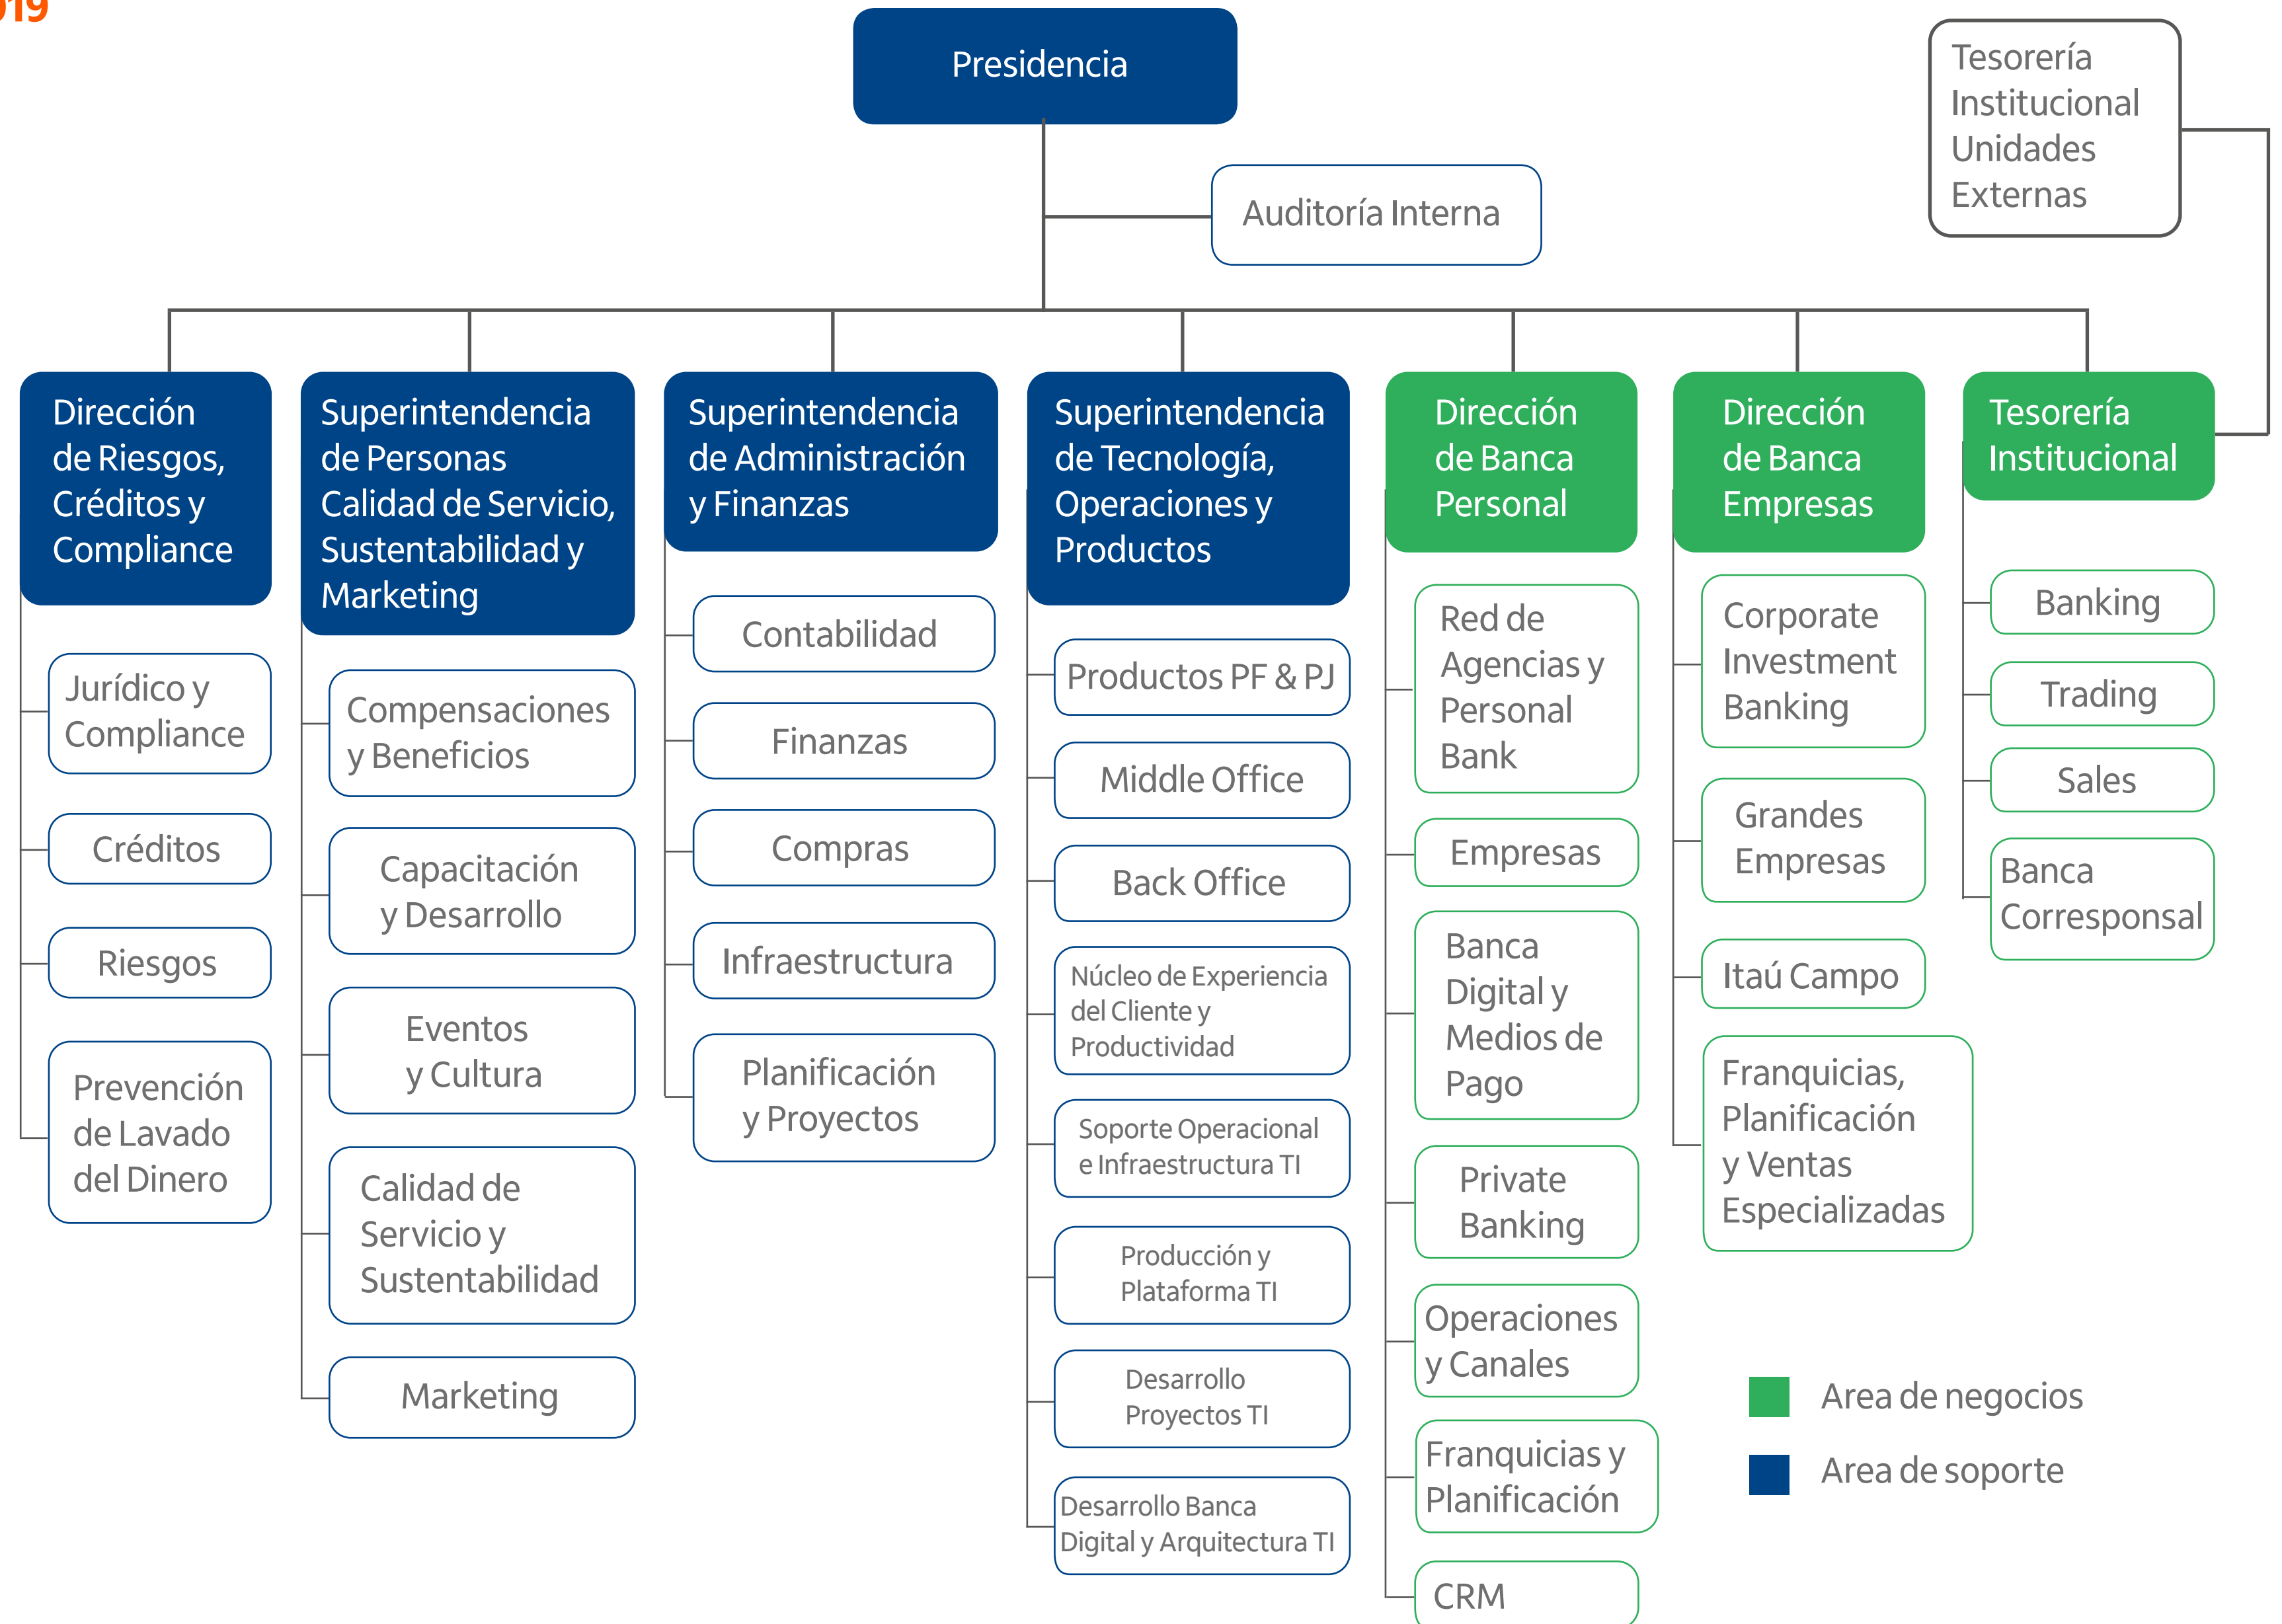 019
Presidencia
Tesorería
Institucional
Unidades
Externas
Auditoría Interna
Dirección
de Riesgos,
Créditos y
Compliance
Jurídico y
Compliance
Créditos
Riesgos
Prevención
de Lavado
del Dinero
Superintendencia
de Personas
Calidad de Servicio,
Sustentabilidad y
Marketing
Compensaciones
y Beneficios
Capacitación
y Desarrollo
Eventos
y Cultura
Calidad de
Servicio y
Sustentabilidad
Marketing
Superintendencia
de Administración
y Finanzas
Contabilidad
Finanzas
Compras
Infraestructura
Planificación
y Proyectos
Superintendencia
de Tecnología,
Operaciones y
Productos
Productos PF & PJ
Middle Office
Back Office
Núcleo de Experiencia
del Cliente y
Productividad
Soporte Operacional
e Infraestructura TI
Producción y
Plataforma TI
Desarrollo
Proyectos TI
Desarrollo Banca
Digital y Arquitectura TI
Dirección
de Banca
Personal
Red de
Agencias y
Personal
Bank
Empresas
Banca
Digital y
Medios de
Pago
Private
Banking
Operaciones
y Canales
Franquicias y
Planificación
CRM
Dirección
de Banca
Empresas
Corporate
Investment
Banking
Grandes
Empresas
Itaú Campo
Franquicias,
Planificación
y Ventas
Especializadas
Tesorería
Institucional
Banking
Trading
Sales
Banca
Corresponsal
Area de negocios
Area de soporte